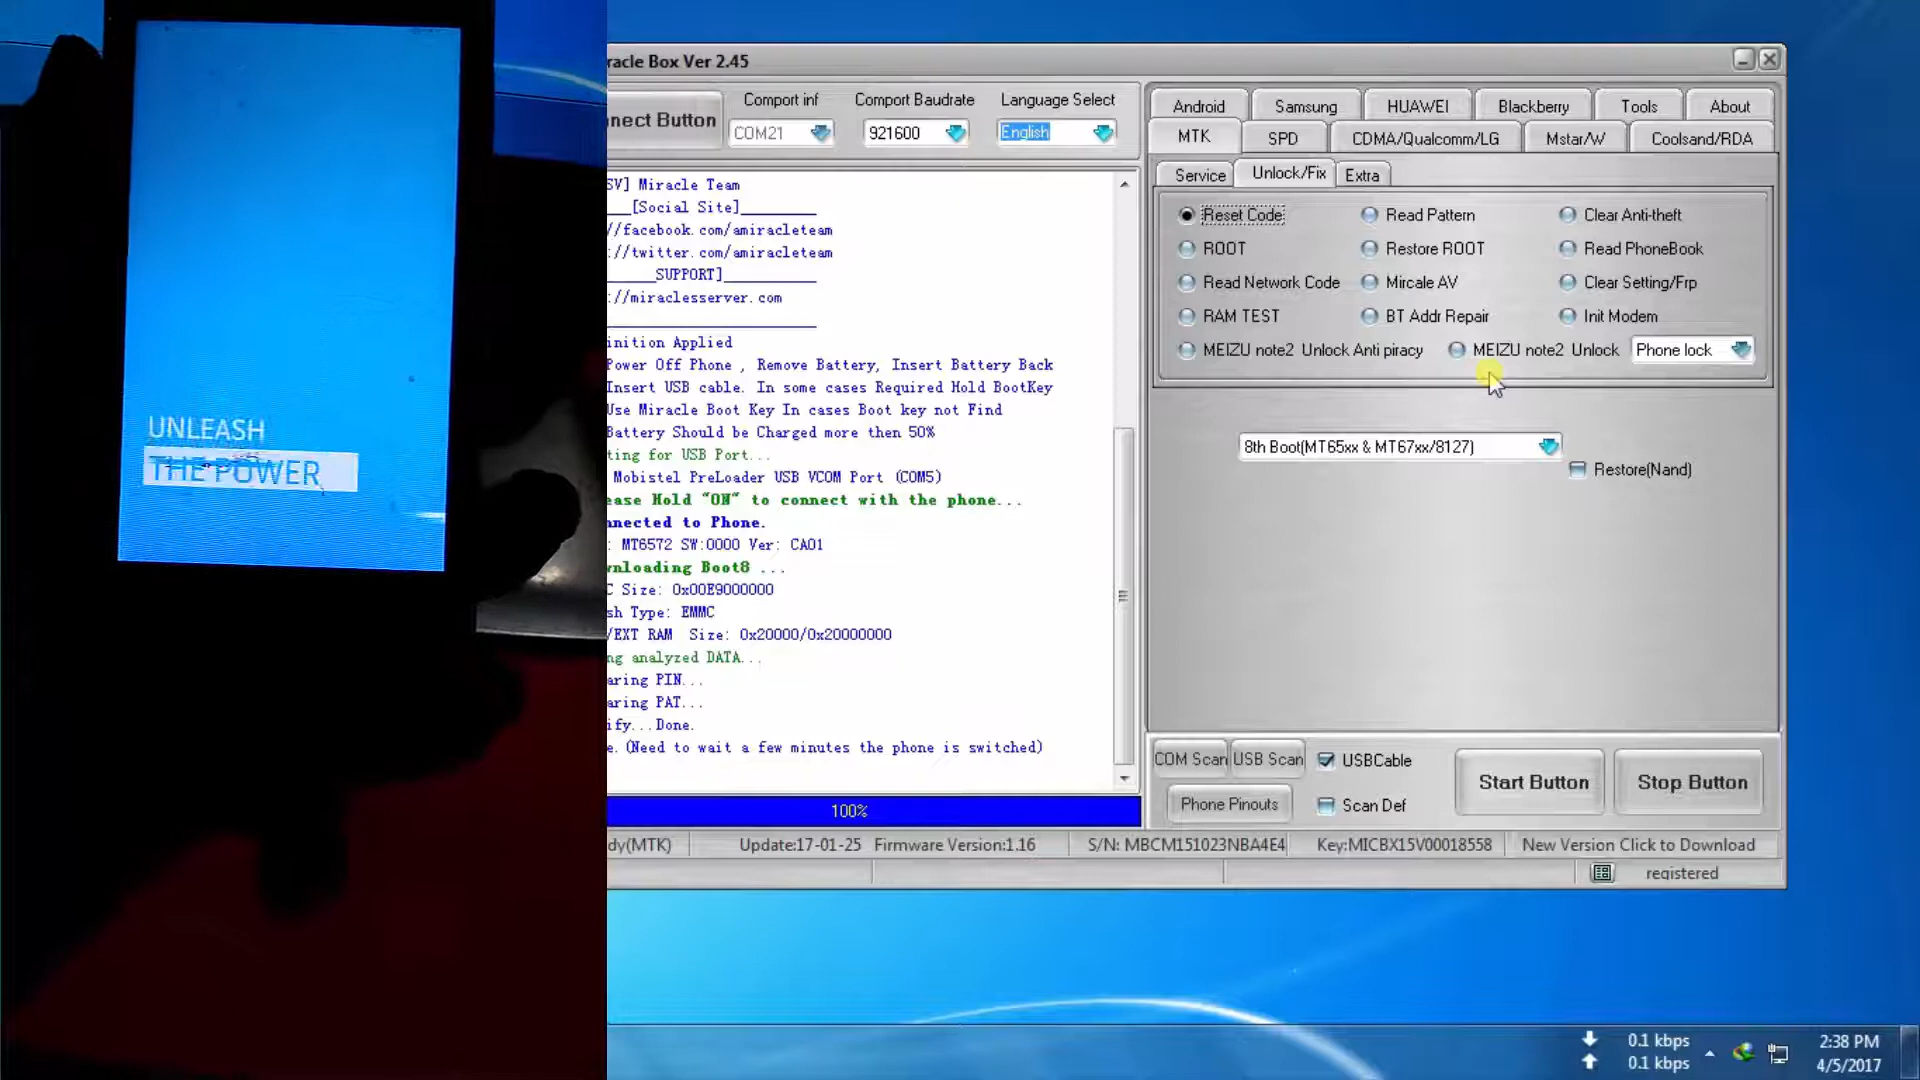 UNLEASH
THE POWER
racle Box Ver 2.45
nnect Button
Comport inf
COM21
Comport Baudrate
921600
Language Select
English
SV] Miracle Team
[Social Site]
//facebook.com/amiracleteam
://twitter.com/amiracleteam
SUPPORT]
://miraclesserver.com
inition Applied
Power Off Phone , Remove Battery, Insert Battery Back
Insert USB cable. In some cases Required Hold BootKey
Use Miracle Boot Key In cases Boot key not Find
Battery Should be Charged more then 50%
ting for USB Port...
Mobistel PreLoader USB VCOM Port (COM5)
ease Hold "ON" to connect with the phone...
nnected to Phone.
: MT6572 SW:0000 Ver: CA01
wnloading Boot8 ...
C Size: 0x00E9000000
sh Type: EMMC
/EXT RAM Size: 0x20000/0x20000000
ng analyzed DATA...
aring PIN...
aring PAT...
ify...Done.
e.(Need to wait a few minutes the phone is switched)
100%
Android
Samsung
HUAWEI
Blackberry
Tools
About
MTK
SPD
CDMA/Qualcomm/LG
Mstar/W
Coolsand/RDA
Service
Unlock/Fix
Extra
Reset Code
Read Pattern
Clear Anti-theft
ROOT
Restore ROOT
Read PhoneBook
Read Network Code
Mircale AV
Clear Setting/Frp
RAM TEST
BT Addr Repair
Init Modem
MEIZU note2 Unlock Anti piracy
MEIZU note2 Unlock
Phone lock
8th Boot(MT65xx & MT67xx/8127)
Restore(Nand)
COM Scan
USB Scan
USBCable
Phone Pinouts
Scan Def
Start Button
Stop Button
dy(MTK)
Update:17-01-25
Firmware Version:1.16
S/N: MBCM151023NBA4E4
Key:MICBX15V00018558
New Version Click to Download
registered
0.1 kbps
0.1 kbps
2:38 PM
4/5/2017